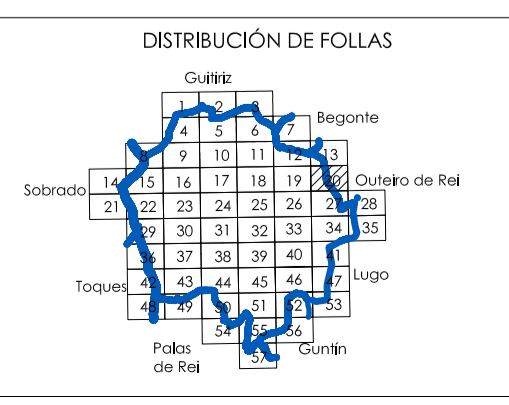 DISTRIBUCIÓN DE FOLLAS
Guitiriz
1 2 3
Begonte
4 5 6 7
8 9 10 11 12 13
14 15 16 17 18 19 20 Outeiro de Rei
Sobrado
21 22 23 24 25 26 27 28
29 30 31 32 33 34 35
36 37 38 39 40 41
Lugo
Toques 42 43 44 45 46 47
48 49 50 51 52 53
54 55 56
Palas Guntín
de Rei 57